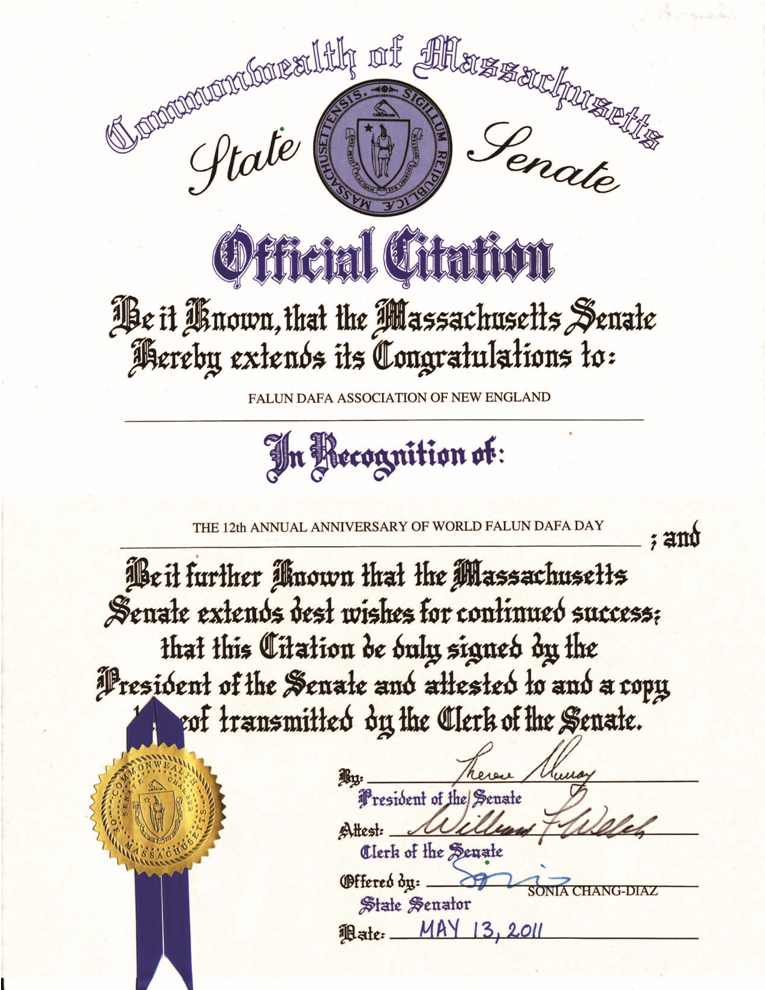 Commonwealth of Massachusetts
State Senate
SIGILLUM REIPUBLICÆ MASSACHUSETTENSIS.
Official Citation
Be it Known, that the Massachusetts Senate
Hereby extends its Congratulations to:
FALUN DAFA ASSOCIATION OF NEW ENGLAND
In Recognition of:
THE 12th ANNUAL ANNIVERSARY OF WORLD FALUN DAFA DAY
; and
Be it further Known that the Massachusetts
Senate extends best wishes for continued success;
that this Citation be duly signed by the
President of the Senate and attested to and a copy
eof transmitted by the Clerk of the Senate.
COMMONWEALTH OF MASSACHUSETTS
By: Therese Murray
President of the Senate
Attest: William F Welch
Clerk of the Senate
Offered by: Sonia
SONIA CHANG-DIAZ
State Senator
Date: MAY 13, 2011